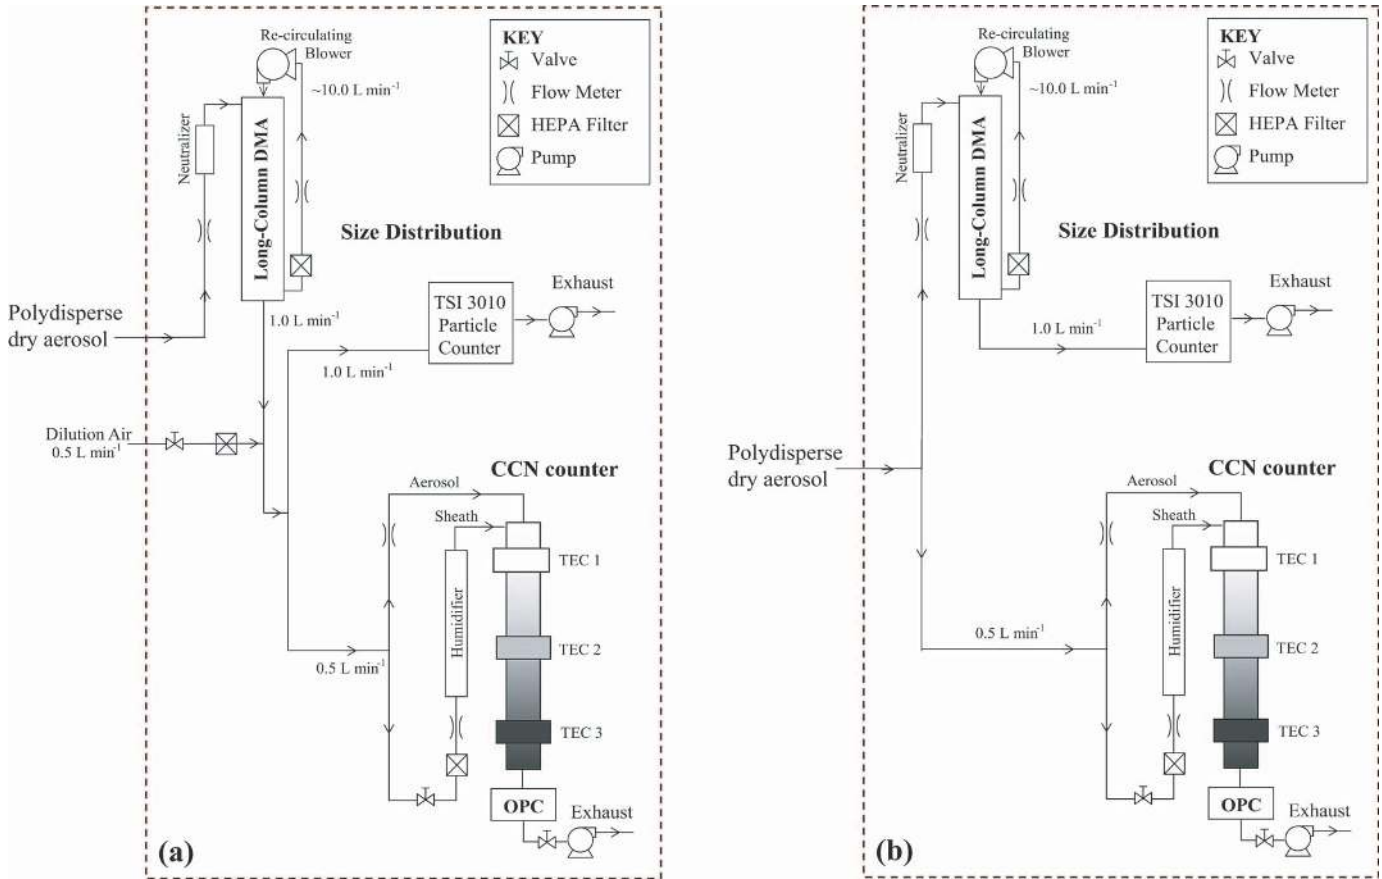 Re-circulating
Blower
~10.0 L min-1
KEY
Valve
Flow Meter
HEPA Filter
Pump
Neutralizer
Long-Column DMA
Size Distribution
Polydisperse
dry aerosol
1.0 L min-1
TSI 3010
Particle
Counter
Exhaust
1.0 L min-1
Dilution Air
0.5 L min-1
CCN counter
Aerosol
Sheath
Humidifier
TEC 1
TEC 2
TEC 3
0.5 L min-1
OPC
Exhaust
(a)
Re-circulating
Blower
~10.0 L min-1
KEY
Valve
Flow Meter
HEPA Filter
Pump
Neutralizer
Long-Column DMA
Size Distribution
1.0 L min-1
TSI 3010
Particle
Counter
Exhaust
Polydisperse
dry aerosol
CCN counter
Aerosol
Sheath
Humidifier
TEC 1
TEC 2
TEC 3
0.5 L min-1
OPC
Exhaust
(b)